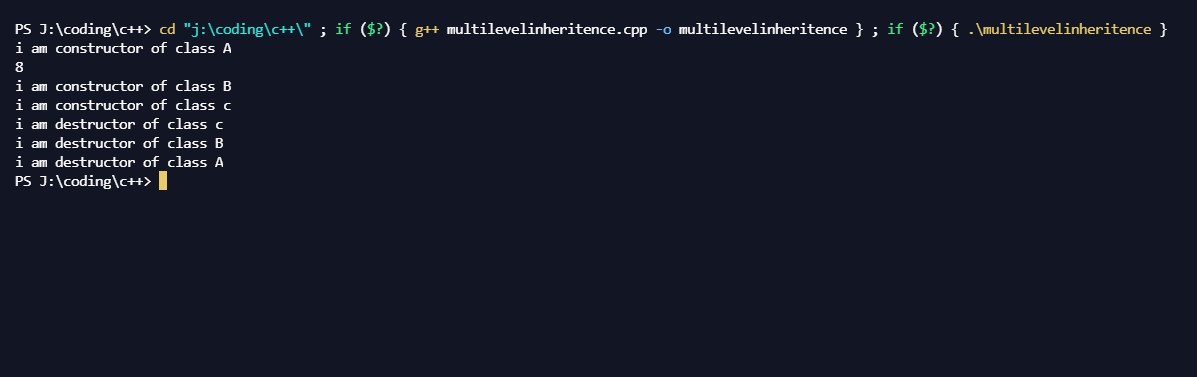 PS J:\coding\c++> cd "j:\coding\c++\" ; if ($?) { g++ multilevelinheritence.cpp -o multilevelinheritence } ; if ($?) { .\multilevelinheritence }
i am constructor of class A
8
i am constructor of class B
i am constructor of class c
i am destructor of class c
i am destructor of class B
i am destructor of class A
PS J:\coding\c++>